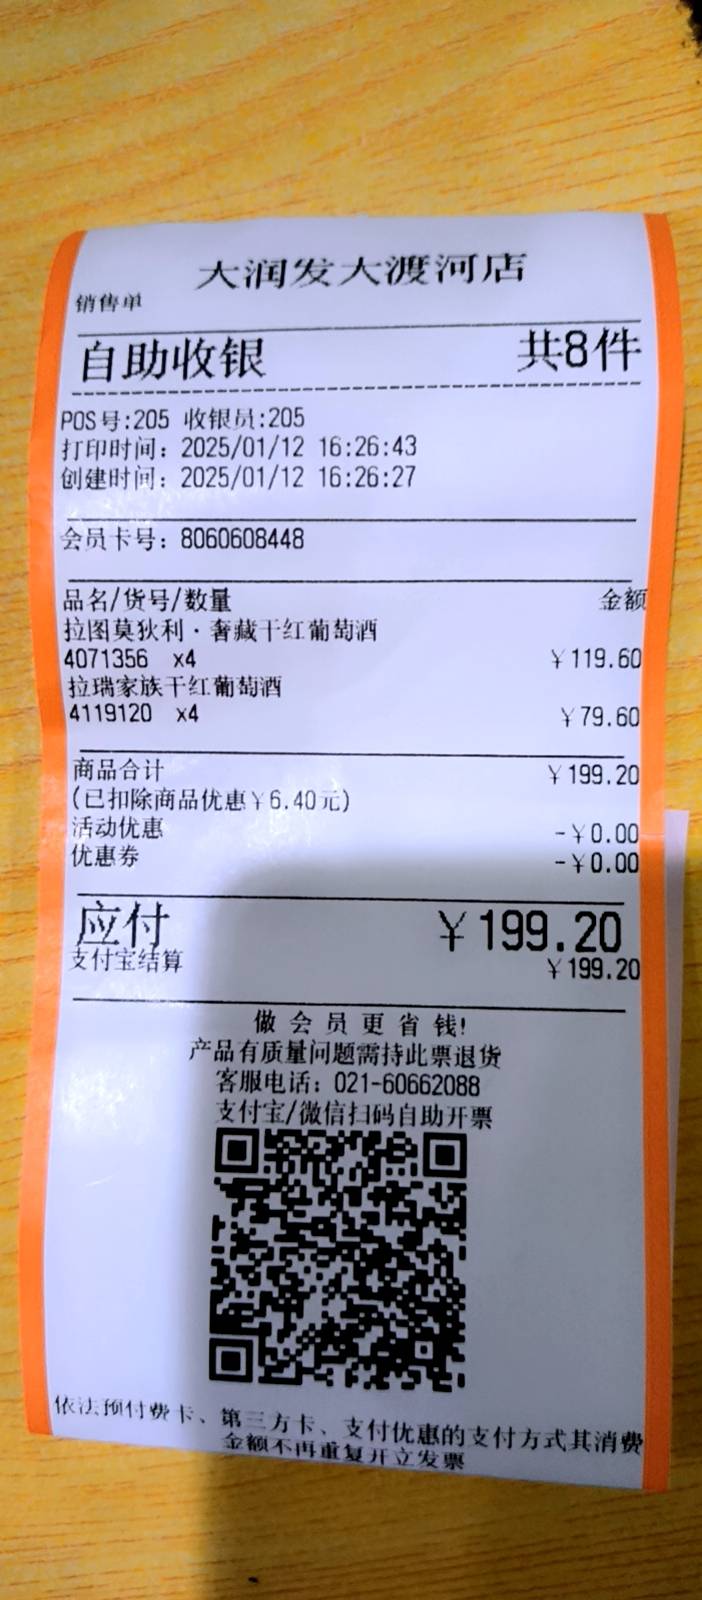 大润发大渡河店
销售单
自助收银 共8件
POS号:205 收银员:205
打印时间: 2025/01/12 16:26:43
创建时间: 2025/01/12 16:26:27
会员卡号: 8060608448
品名/货号/数量 金额
拉图莫狄利·奢藏干红葡萄酒
4071356 x4 ¥119.60
拉瑞家族干红葡萄酒
4119120 x4 ¥79.60
商品合计 ¥199.20
(已扣除商品优惠¥6.40元)
活动优惠 -¥0.00
优惠券 -¥0.00
应付 ¥199.20
支付宝结算 ¥199.20
做会员更省钱!
产品有质量问题需持此票退货
客服电话: 021-60662088
支付宝/微信扫码自助开票
依法预付费卡、第三方卡、支付优惠的支付方式其消费
金额不再重复开立发票